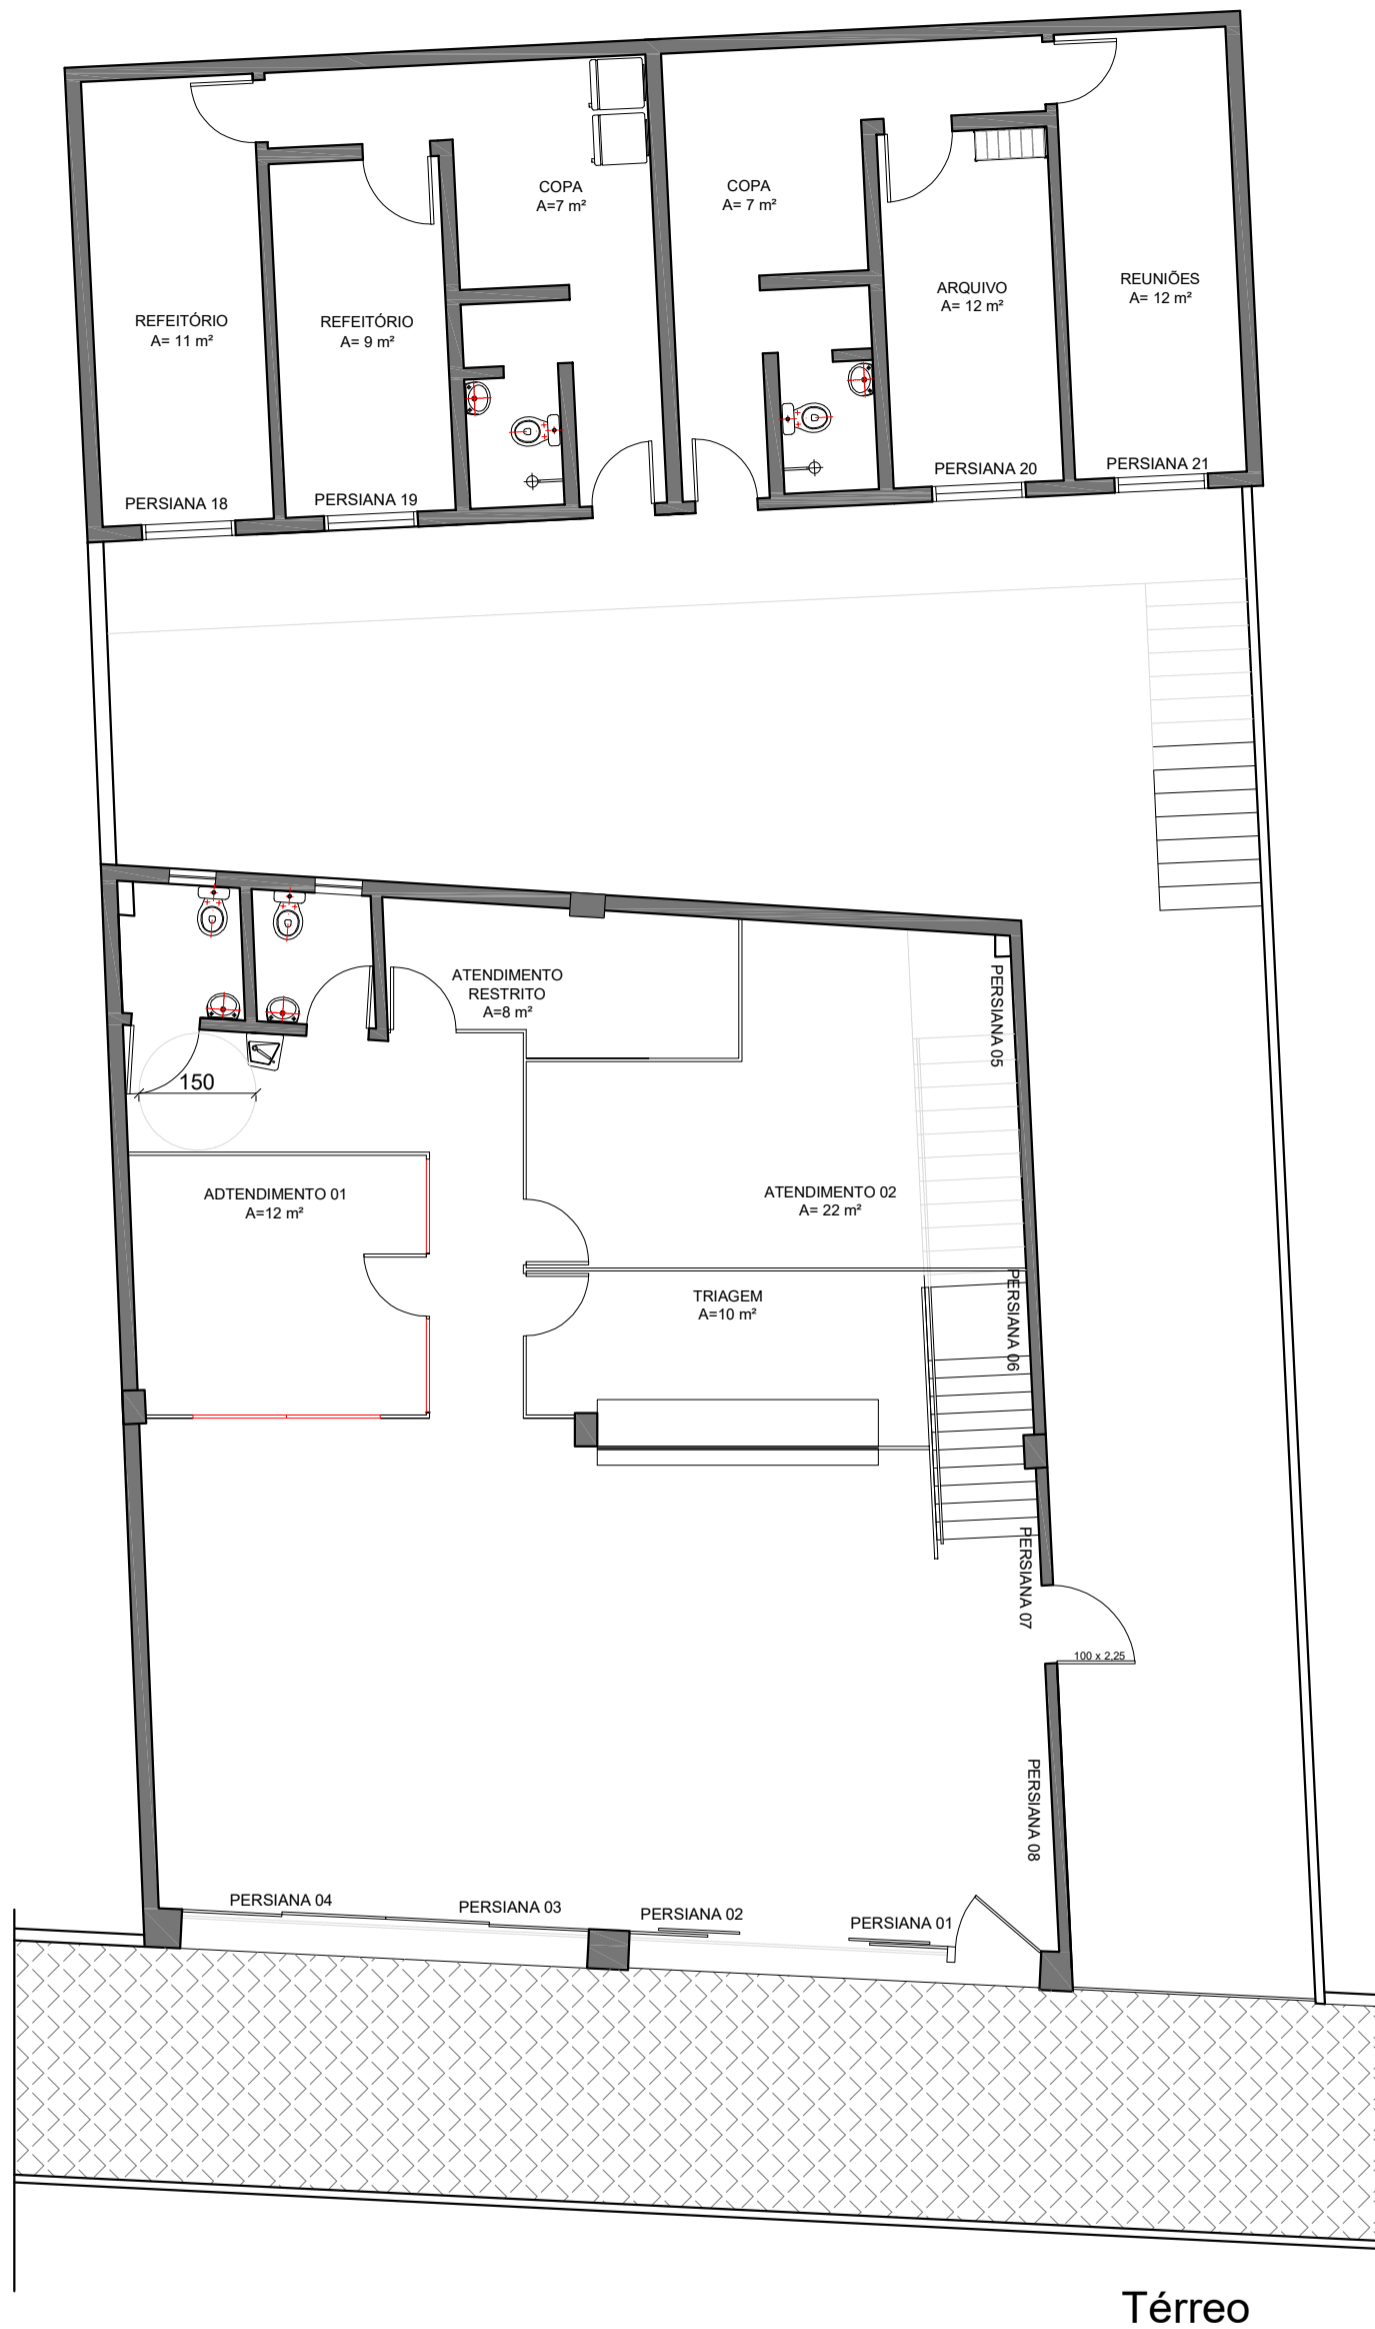 COPA
A=7 m²
COPA
A= 7 m²
REFEITÓRIO
A= 11 m²
REFEITÓRIO
A= 9 m²
ARQUIVO
A= 12 m²
REUNIÕES
A= 12 m²
PERSIANA 18
PERSIANA 19
PERSIANA 20
PERSIANA 21
ATENDIMENTO
RESTRITO
A=8 m²
PERSIANA 05
150
ADTENDIMENTO 01
A=12 m²
ATENDIMENTO 02
A= 22 m²
TRIAGEM
A=10 m²
PERSIANA 06
PERSIANA 07
100 x 2,25
PERSIANA 08
PERSIANA 04
PERSIANA 03
PERSIANA 02
PERSIANA 01
Térreo